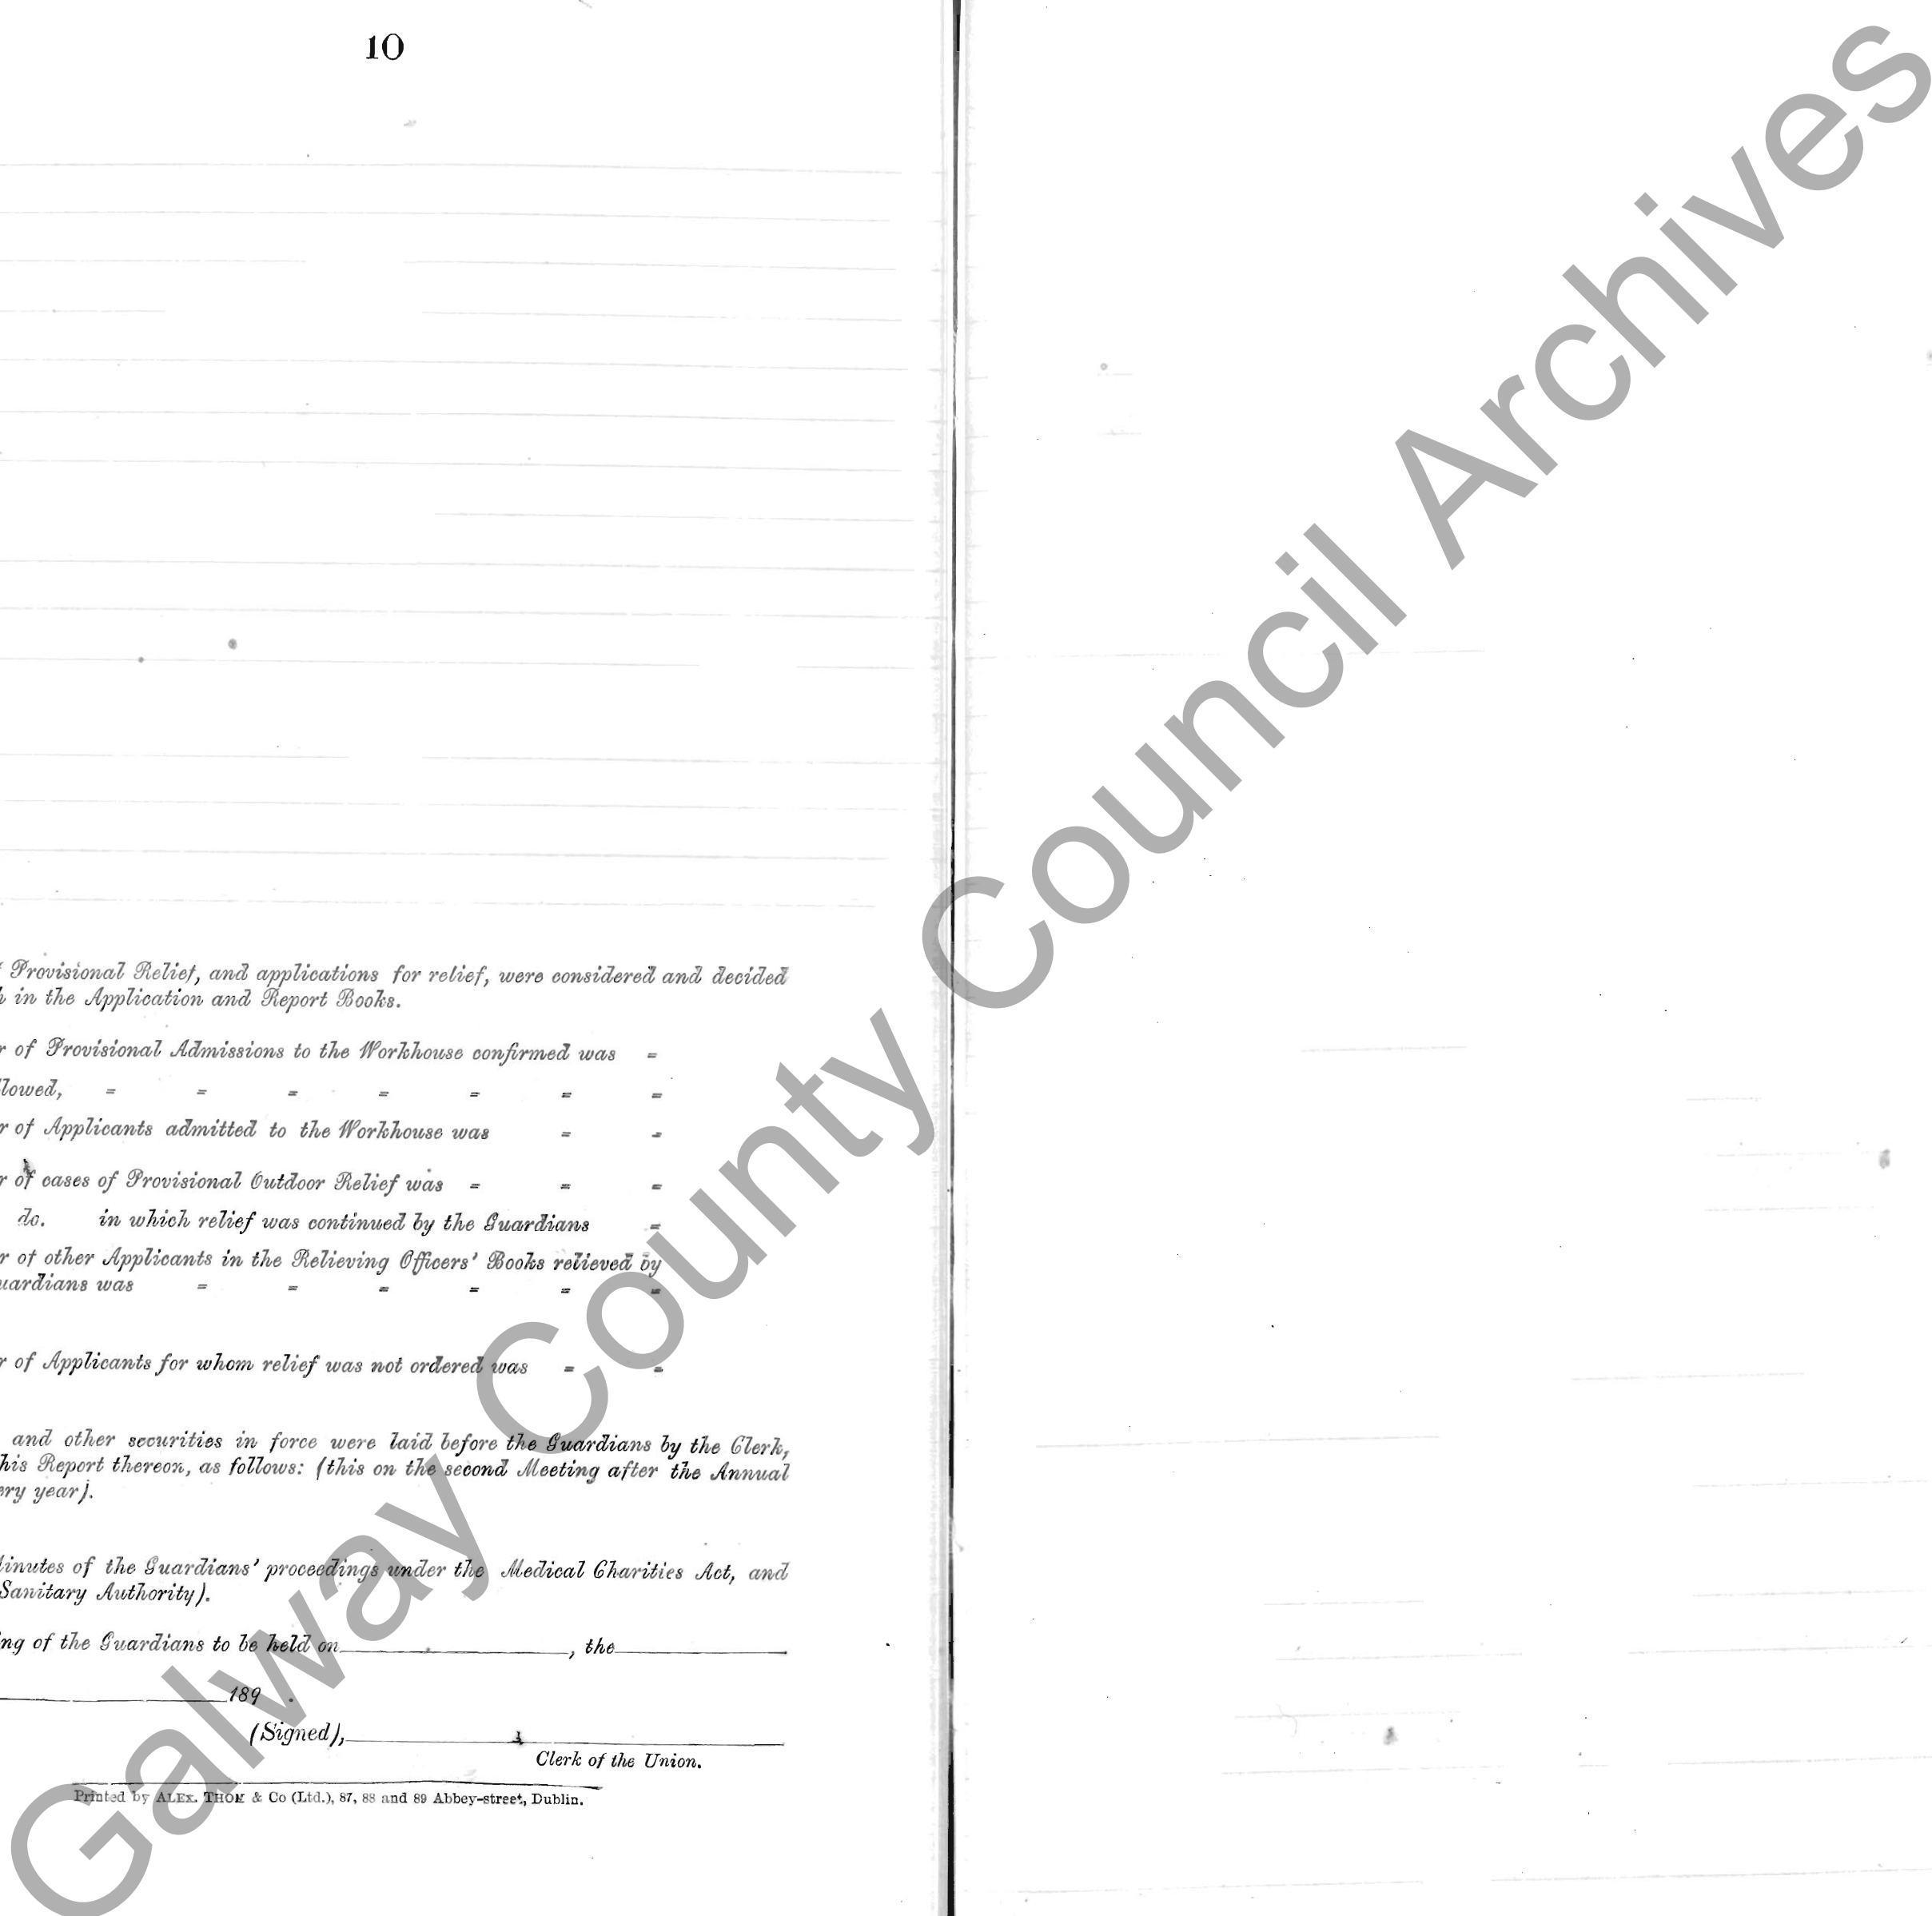 10
Provisional Relief, and applications for relief, were considered and decided
in the Application and Report Books.
of Provisional Admissions to the Workhouse confirmed was =
llowed, = = = = = = =
r of Applicants admitted to the Workhouse was = =
r of cases of Provisional Outdoor Relief was = = =
do. in which relief was continued by the Guardians =
r of other Applicants in the Relieving Officers' Books relieved by
uardians was = = = = = =
r of Applicants for whom relief was not ordered was = =
and other securities in force were laid before the Guardians by the Clerk,
his Report thereon, as follows: (this on the second Meeting after the Annual
ery year).
inutes of the Guardians' proceedings under the Medical Charities Act, and
Sanitary Authority).
ng of the Guardians to be held on , the
189 .
(Signed),
Clerk of the Union.
Printed by ALEX. THOM & Co (Ltd.), 87, 88 and 89 Abbey-street, Dublin.
Galway County Council Archives